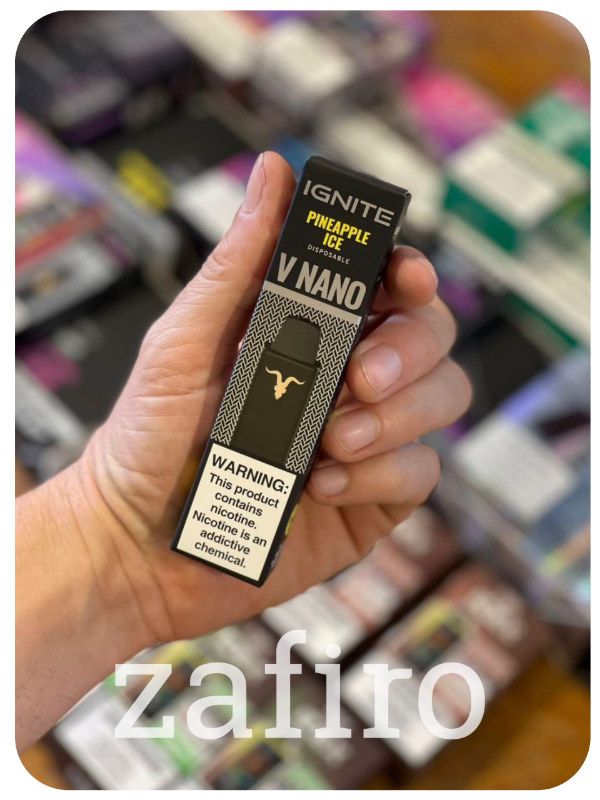 IGNITE
PINEAPPLE
ICE
DISPOSABLE
V NANO
WARNING:
This product
contains
nicotine.
Nicotine is an
addictive
chemical.
zafiro